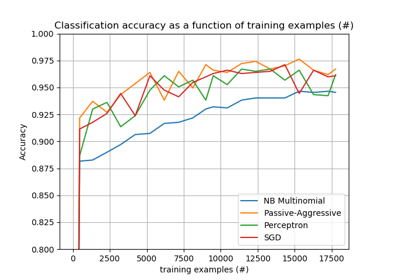 Classification accuracy as a function of training examples (#)
1.000
0.975
0.950
0.925
0.900
0.875
0.850
0.825
0.800
Accuracy
NB Multinomial
Passive-Aggressive
Perceptron
SGD
0 2500 5000 7500 10000 12500 15000 17500
training examples (#)